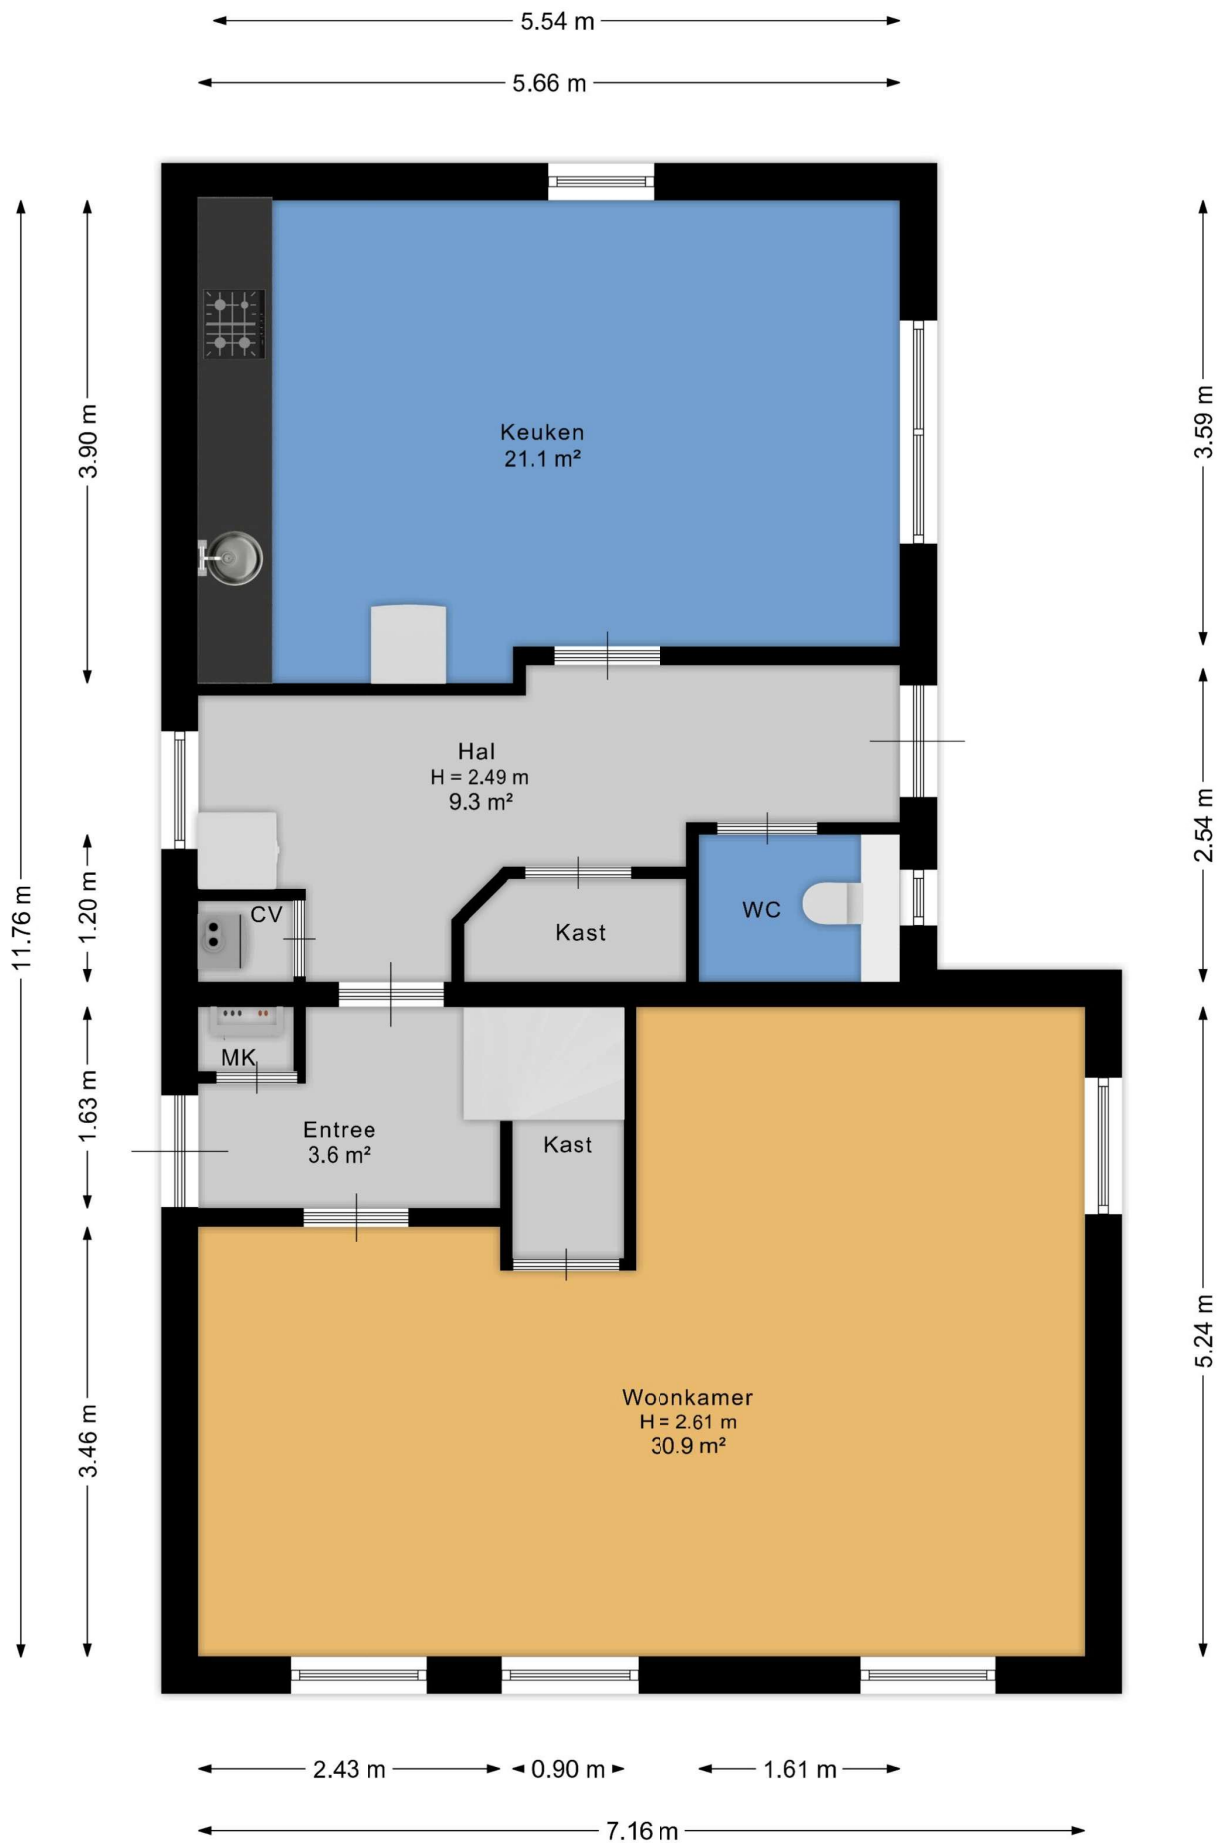 5.54 m
5.66 m
3.90 m
3.59 m
Keuken
21.1 m²
Hal
H = 2.49 m
9.3 m²
2.54 m
11.76 m
1.20 m
CV
Kast
WC
MK
1.63 m
Entree
3.6 m²
Kast
5.24 m
Woonkamer
H = 2.61 m
30.9 m²
3.46 m
2.43 m
0.90 m
1.61 m
7.16 m